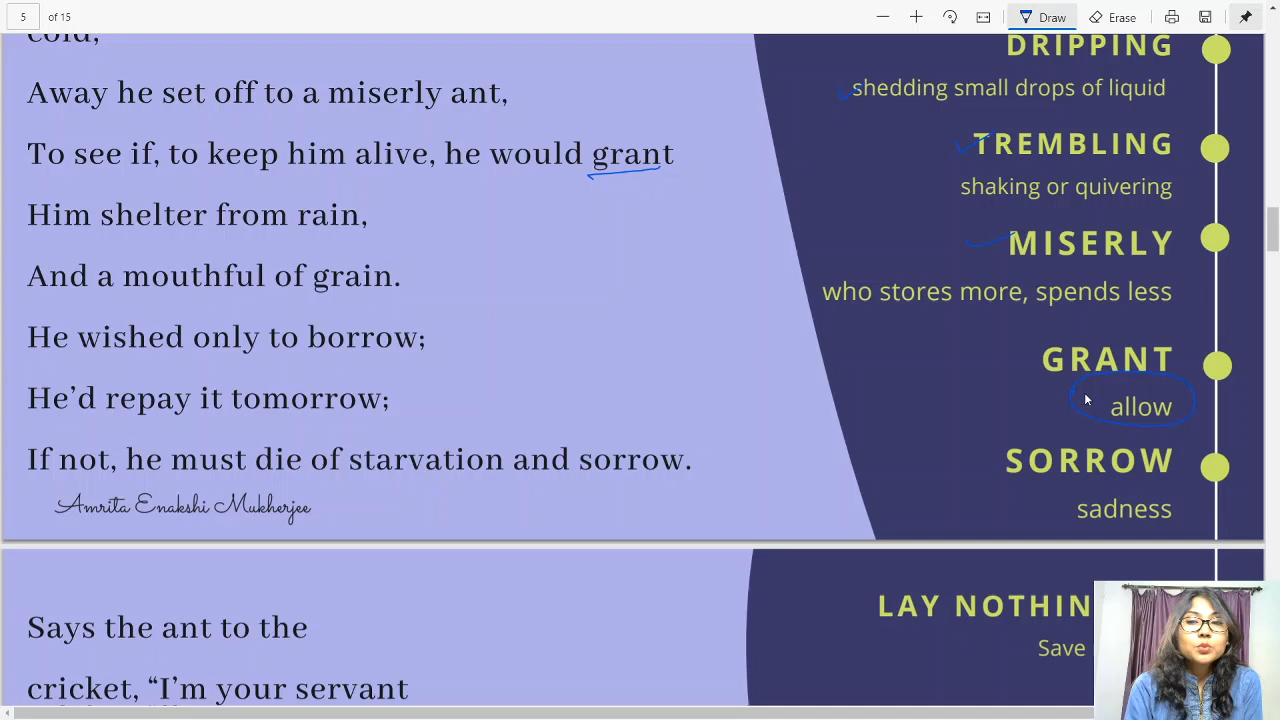 5 of 15
Draw
Erase
cold,
Away he set off to a miserly ant,
To see if, to keep him alive, he would grant
Him shelter from rain,
And a mouthful of grain.
He wished only to borrow;
He’d repay it tomorrow;
If not, he must die of starvation and sorrow.
Amrita Enakshi Mukherjee
DRIPPING
shedding small drops of liquid
TREMBLING
shaking or quivering
MISERLY
who stores more, spends less
GRANT
allow
SORROW
sadness
Says the ant to the
cricket, “I’m your servant
LAY NOTHIN
Save